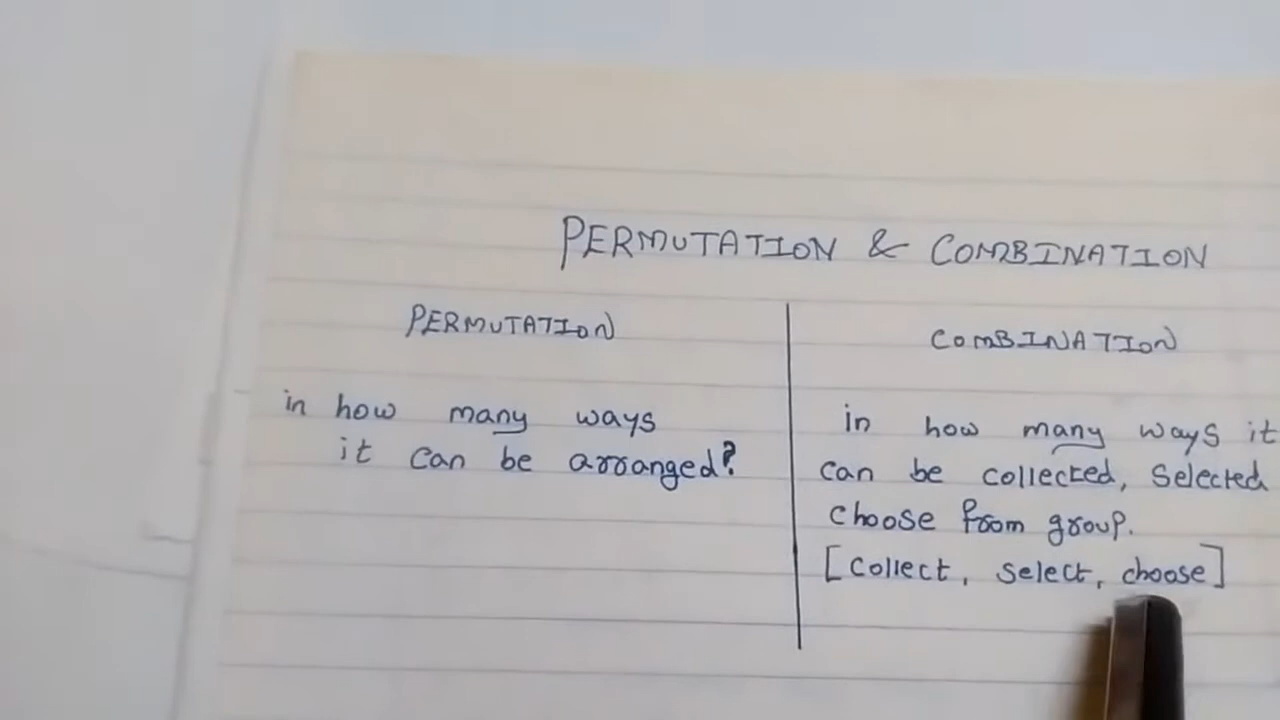 PERMUTATION & COMBINATION
PERMUTATION
in how many ways
it can be arranged?
COMBINATION
in how many ways it
can be collected, selected
choose from group.
[collect, select, choose]